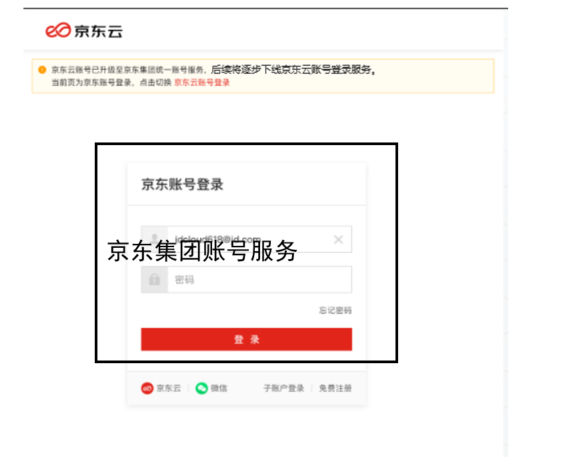 京东云
京东云账号已升级至京东集团统一账号服务，后续将逐步下线京东云账号登录服务。
当前页为京东账号登录，点击切换 京东云账号登录
京东账号登录
京东集团账号服务
密码
忘记密码
登 录
京东云 微信 子账户登录 免费注册